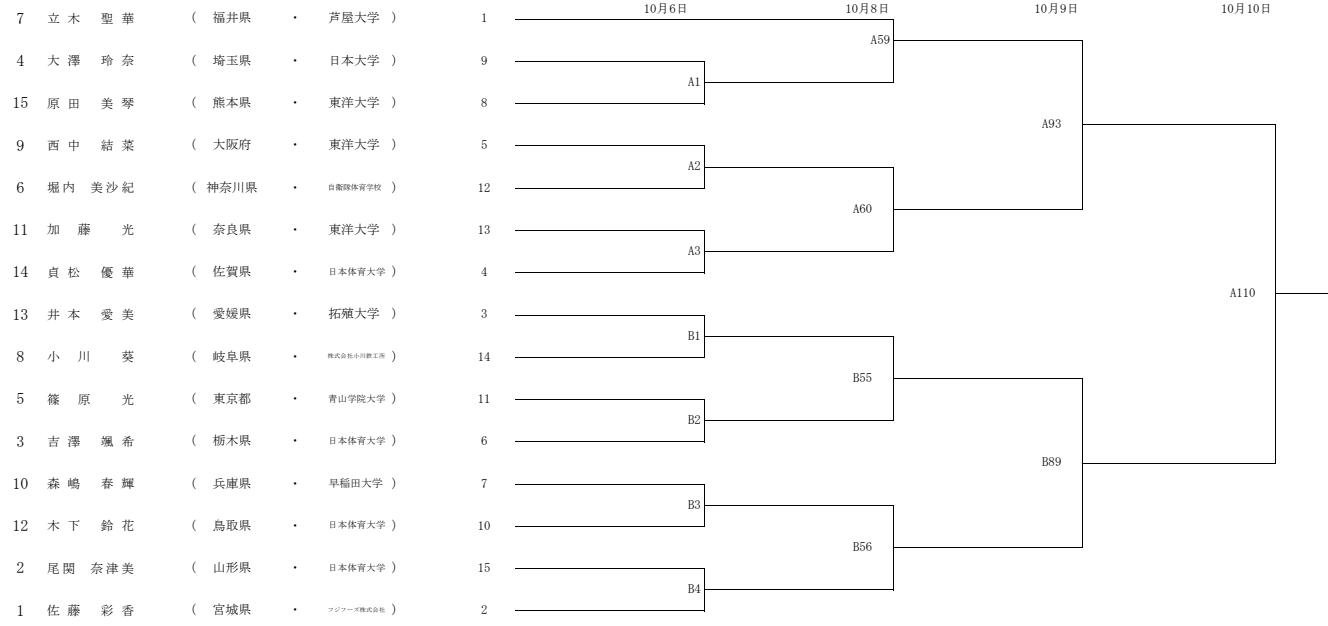 10月6日 10月8日 10月9日 10月10日
7 立木 聖華 ( 福井県 ・ 芦屋大学 ) 1
A59
4 大澤 玲奈 ( 埼玉県 ・ 日本大学 ) 9
A1
15 原田 美琴 ( 熊本県 ・ 東洋大学 ) 8
A93
9 西中 結菜 ( 大阪府 ・ 東洋大学 ) 5
A2
6 堀内 美沙紀 ( 神奈川県 ・ 自衛隊体育学校 ) 12
A60
11 加藤 光 ( 奈良県 ・ 東洋大学 ) 13
A3
14 貞松 優華 ( 佐賀県 ・ 日本体育大学 ) 4
A110
13 井本 愛美 ( 愛媛県 ・ 拓殖大学 ) 3
B1
8 小川 葵 ( 岐阜県 ・ 株式会社小川鉄工所 ) 14
B55
5 篠原 光 ( 東京都 ・ 青山学院大学 ) 11
B2
3 吉澤 颯希 ( 栃木県 ・ 日本体育大学 ) 6
B89
10 森嶋 春輝 ( 兵庫県 ・ 早稲田大学 ) 7
B3
12 木下 鈴花 ( 鳥取県 ・ 日本体育大学 ) 10
B56
2 尾関 奈津美 ( 山形県 ・ 日本体育大学 ) 15
B4
1 佐藤 彩香 ( 宮城県 ・ フジフーズ株式会社 ) 2